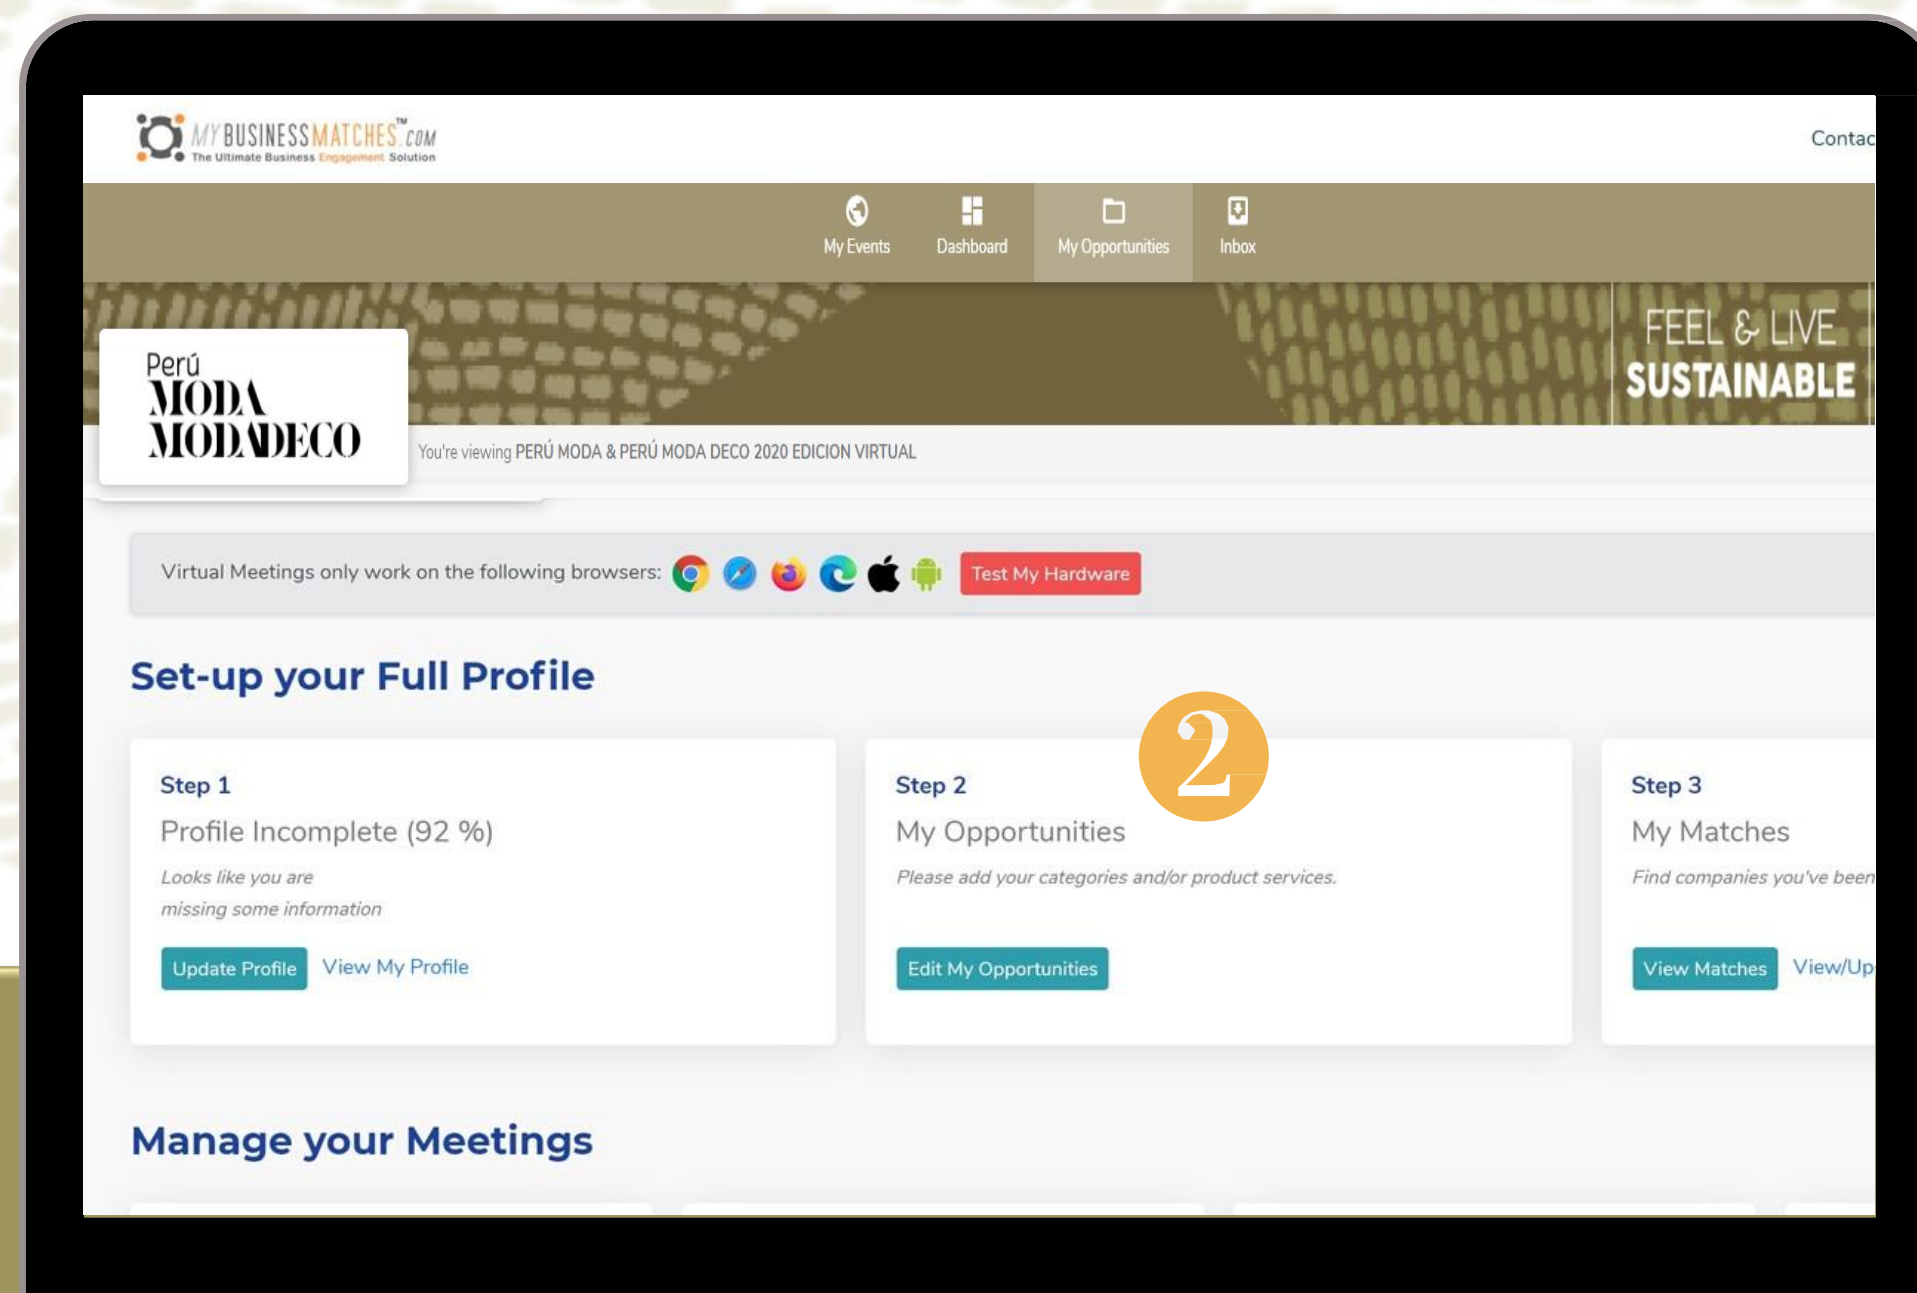 MYBUSINESSMATCHES.COM™
The Ultimate Business Engagement Solution
Contac
My Events
Dashboard
My Opportunities
Inbox
FEEL & LIVE
SUSTAINABLE
Perú
MODA
MODADECO
You're viewing PERÚ MODA & PERÚ MODA DECO 2020 EDICION VIRTUAL
Virtual Meetings only work on the following browsers:
Test My Hardware
Set-up your Full Profile
2
Step 1
Profile Incomplete (92 %)
Looks like you are
missing some information
Update Profile
View My Profile
Step 2
My Opportunities
Please add your categories and/or product services.
Edit My Opportunities
Step 3
My Matches
Find companies you've been
View Matches
View/Up
Manage your Meetings